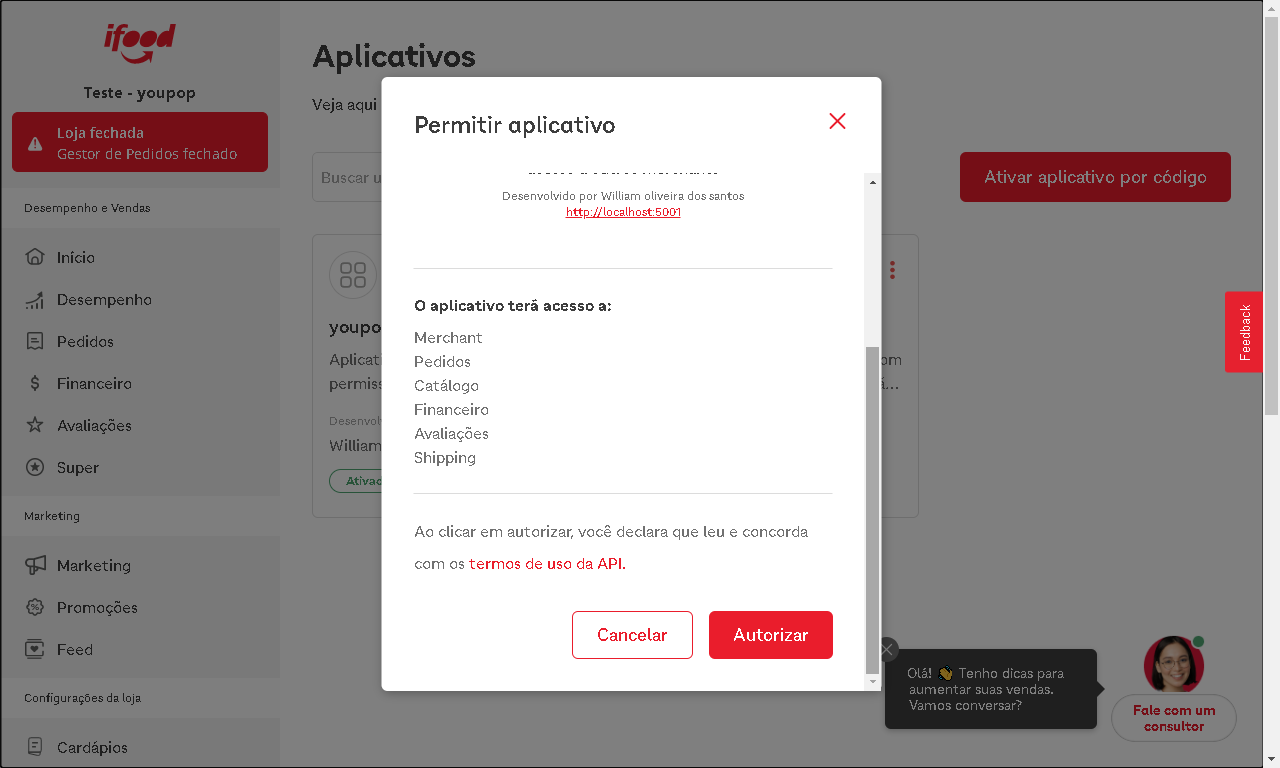 ifood
Teste - youpop
Loja fechada
Gestor de Pedidos fechado
Desempenho e Vendas
Início
Desempenho
Pedidos
Financeiro
Avaliações
Super
Marketing
Marketing
Promoções
Feed
Configurações da loja
Cardápios
Aplicativos
Veja aqui
Buscar u
Ativar aplicativo por código
youpo
Aplicat
permiss
Desenvol
William
Ativad
om
á...
Permitir aplicativo
Desenvolvido por William oliveira dos santos
http://localhost:5001
O aplicativo terá acesso a:
Merchant
Pedidos
Catálogo
Financeiro
Avaliações
Shipping
Ao clicar em autorizar, você declara que leu e concorda
com os termos de uso da API.
Cancelar
Autorizar
Feedback
Olá! 👋 Tenho dicas para
aumentar suas vendas.
Vamos conversar?
Fale com um
consultor